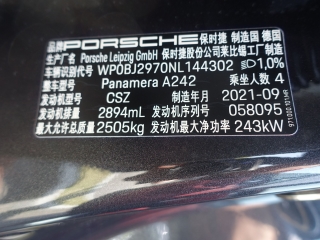 品牌 PORSCHE 保时捷 制造国 德国
生产厂名 Porsche Leipzig GmbH 保时捷股份公司莱比锡工厂制造
车辆识别代号 WP0BJ2970NL144302 1,0%
整车型号 Panamera A242 乘坐人数 4
发动机型号 CSZ 制造年月 2021-09
发动机排量 2894mL 发动机序列号 058095
最大允许总质量 2505kg 发动机最大净功率 243kW